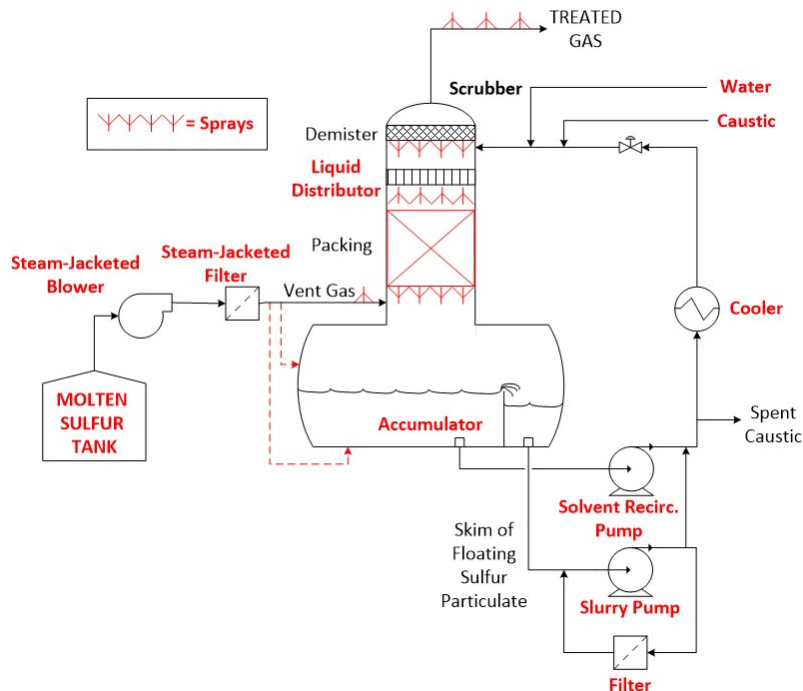 TREATED
GAS
Scrubber
Water
= Sprays
Caustic
Demister
Liquid
Distributor
Steam-Jacketed
Filter
Packing
Steam-Jacketed
Blower
Vent Gas
Cooler
MOLTEN
SULFUR
TANK
Accumulator
Spent
Caustic
Solvent Recirc.
Pump
Skim of
Floating
Sulfur
Particulate
Slurry Pump
Filter